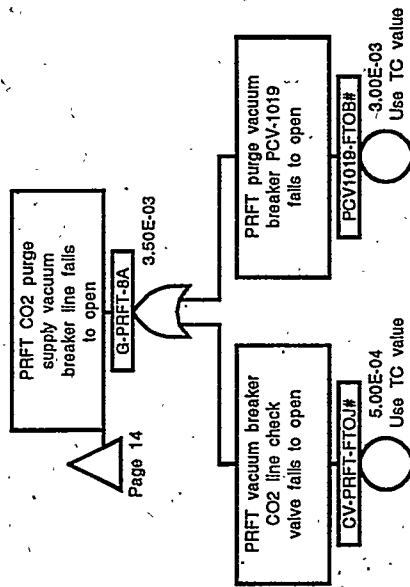 PRFT CO2 purge
supply vacuum
breaker line fails
to open
G-PRFT-8A
3.50E-03
Page 14
PRFT vacuum breaker
CO2 line check
valve fails to open
CV-PRFT-FTOJ#
5.00E-04
Use TC value
PRFT purge vacuum
breaker PCV-1019
fails to open
PCV1019-FTOB#
3.00E-03
Use TC value